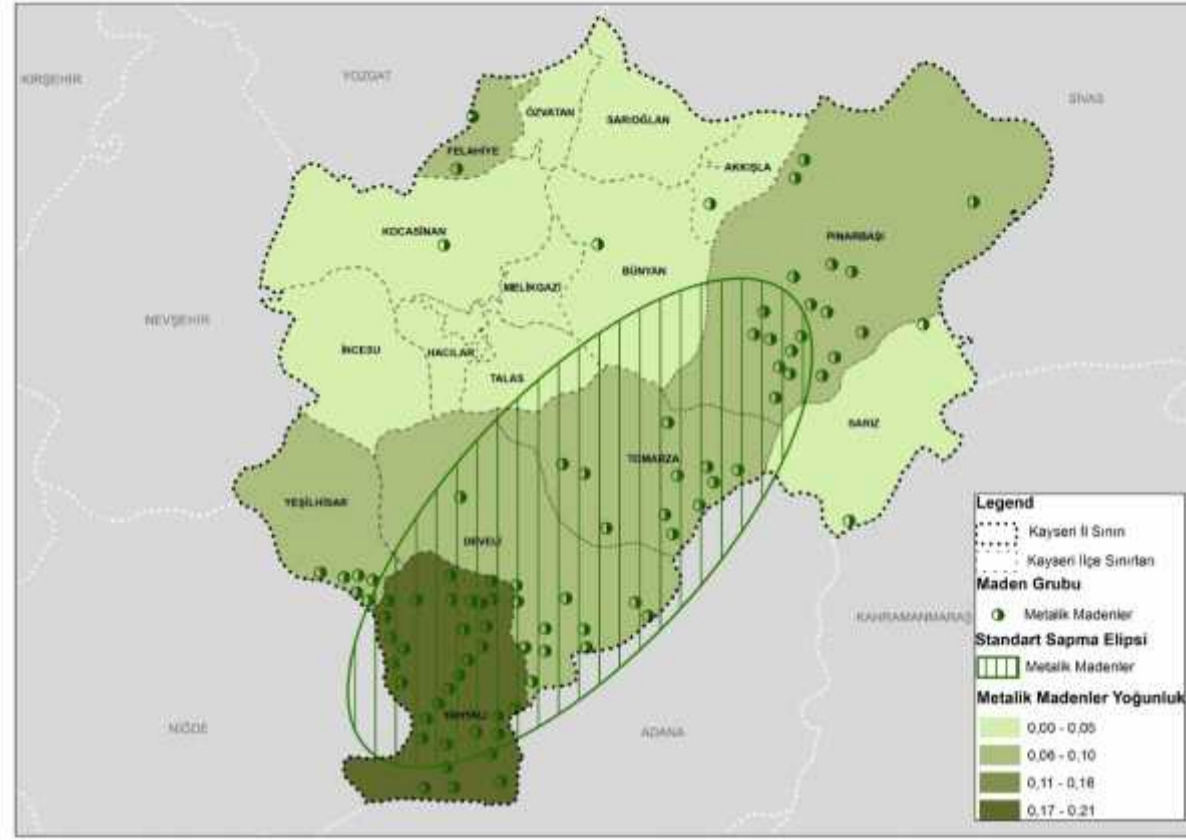 KIRŞEHİR
YOZGAT
SİVAS
ÖZVATAN
SARIOĞLAN
FELAHİYE
AKKIŞLA
KOCASİNAN
PINARBAŞI
BÜNYAN
MELİKGAZİ
NEVŞEHİR
İNCESU
HACILAR
TALAS
SARIZ
TOMARZA
YEŞİLHİSAR
DEVELİ
KAHRAMANMARAŞ
YAHYALI
NİĞDE
ADANA
Legend
Kayseri İl Sınırı
Kayseri İlçe Sınırları
Maden Grubu
Metalik Madenler
Standart Sapma Elipsi
Metalik Madenler
Metalik Madenler Yoğunluk
0,00 - 0,05
0,06 - 0,10
0,11 - 0,16
0,17 - 0,21